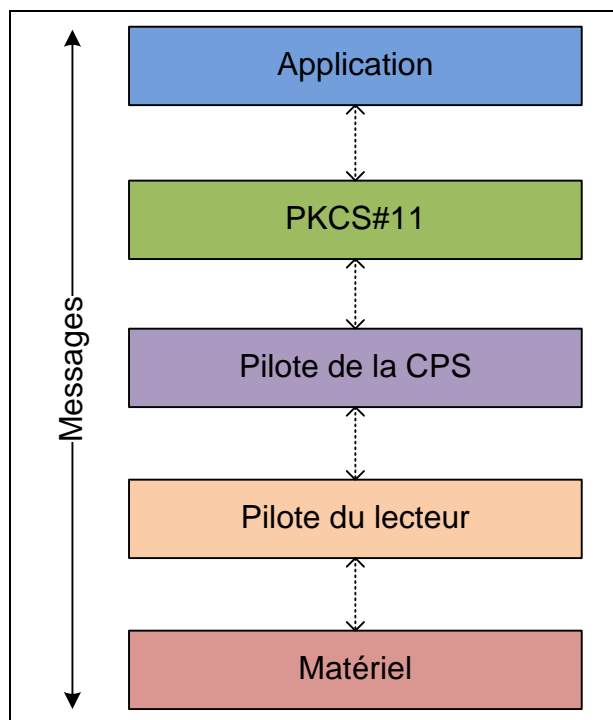 Application
PKCS#11
Messages
Pilote de la CPS
Pilote du lecteur
Matériel